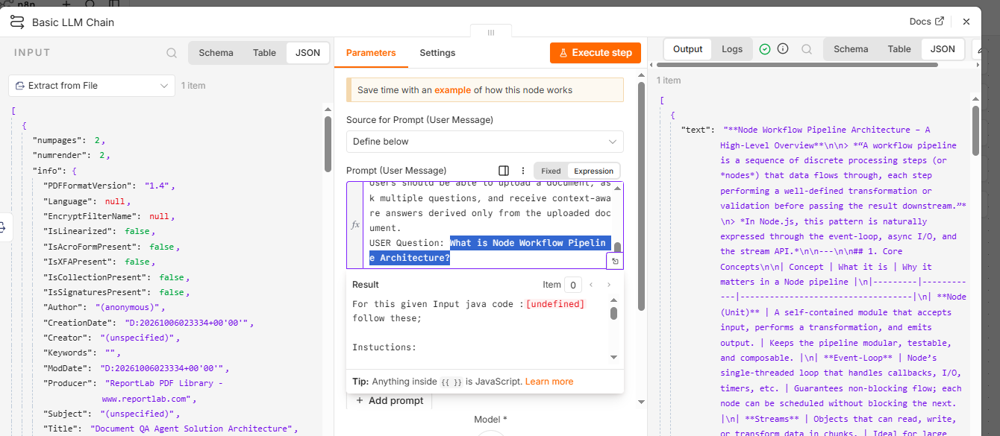 n8n
Basic LLM Chain
Docs
INPUT
Schema
Table
JSON
Extract from File
1 item
[
{
"numpages": 2,
"numrender": 2,
"info": {
"PDFFormatVersion": "1.4",
"Language": null,
"EncryptFilterName": null,
"IsLinearized": false,
"IsAcroFormPresent": false,
"IsXFAPresent": false,
"IsCollectionPresent": false,
"IsSignaturesPresent": false,
"Author": "(anonymous)",
"CreationDate": "D:20261006023334+00'00'",
"Creator": "(unspecified)",
"Keywords": "",
"ModDate": "D:20261006023334+00'00'",
"Producer": "ReportLab PDF Library -
www.reportlab.com",
"Subject": "(unspecified)",
"Title": "Document QA Agent Solution Architecture",
Parameters
Settings
Execute step
Save time with an example of how this node works
Source for Prompt (User Message)
Define below
Prompt (User Message)
Fixed
Expression
fx
Users should be able to upload a document, as
k multiple questions, and receive context-awa
re answers derived only from the uploaded doc
ument.
USER Question: What is Node Workflow Pipelin
e Architecture?
Result
Item 0
For this given Input java code :[undefined]
follow these;
Instuctions:
Tip: Anything inside {{ }} is JavaScript. Learn more
+ Add prompt
Model *
Output
Logs
Schema
Table
JSON
1 item
[
{
"text": "**Node Workflow Pipeline Architecture – A
High‑Level Overview**\n\n> *“A workflow pipeline
is a sequence of discrete processing steps (or
*nodes*) that data flows through, each step
performing a well‑defined transformation or
validation before passing the result downstream.”*
\n> *In Node.js, this pattern is naturally
expressed through the event‑loop, async I/O, and
the stream API.*\n\n---\n\n## 1. Core
Concepts\n\n| Concept | What it is | Why it
matters in a Node pipeline |\n|---------|----------
--|---------------------------------|\n| **Node
(Unit)** | A self‑contained module that accepts
input, performs a transformation, and emits
output. | Keeps the pipeline modular, testable,
and composable. |\n| **Event‑Loop** | Node’s
single‑threaded loop that handles callbacks, I/O,
timers, etc. | Guarantees non‑blocking flow; each
node can be scheduled without blocking the next.
|\n| **Streams** | Objects that can read, write,
or transform data in chunks. | Ideal for large